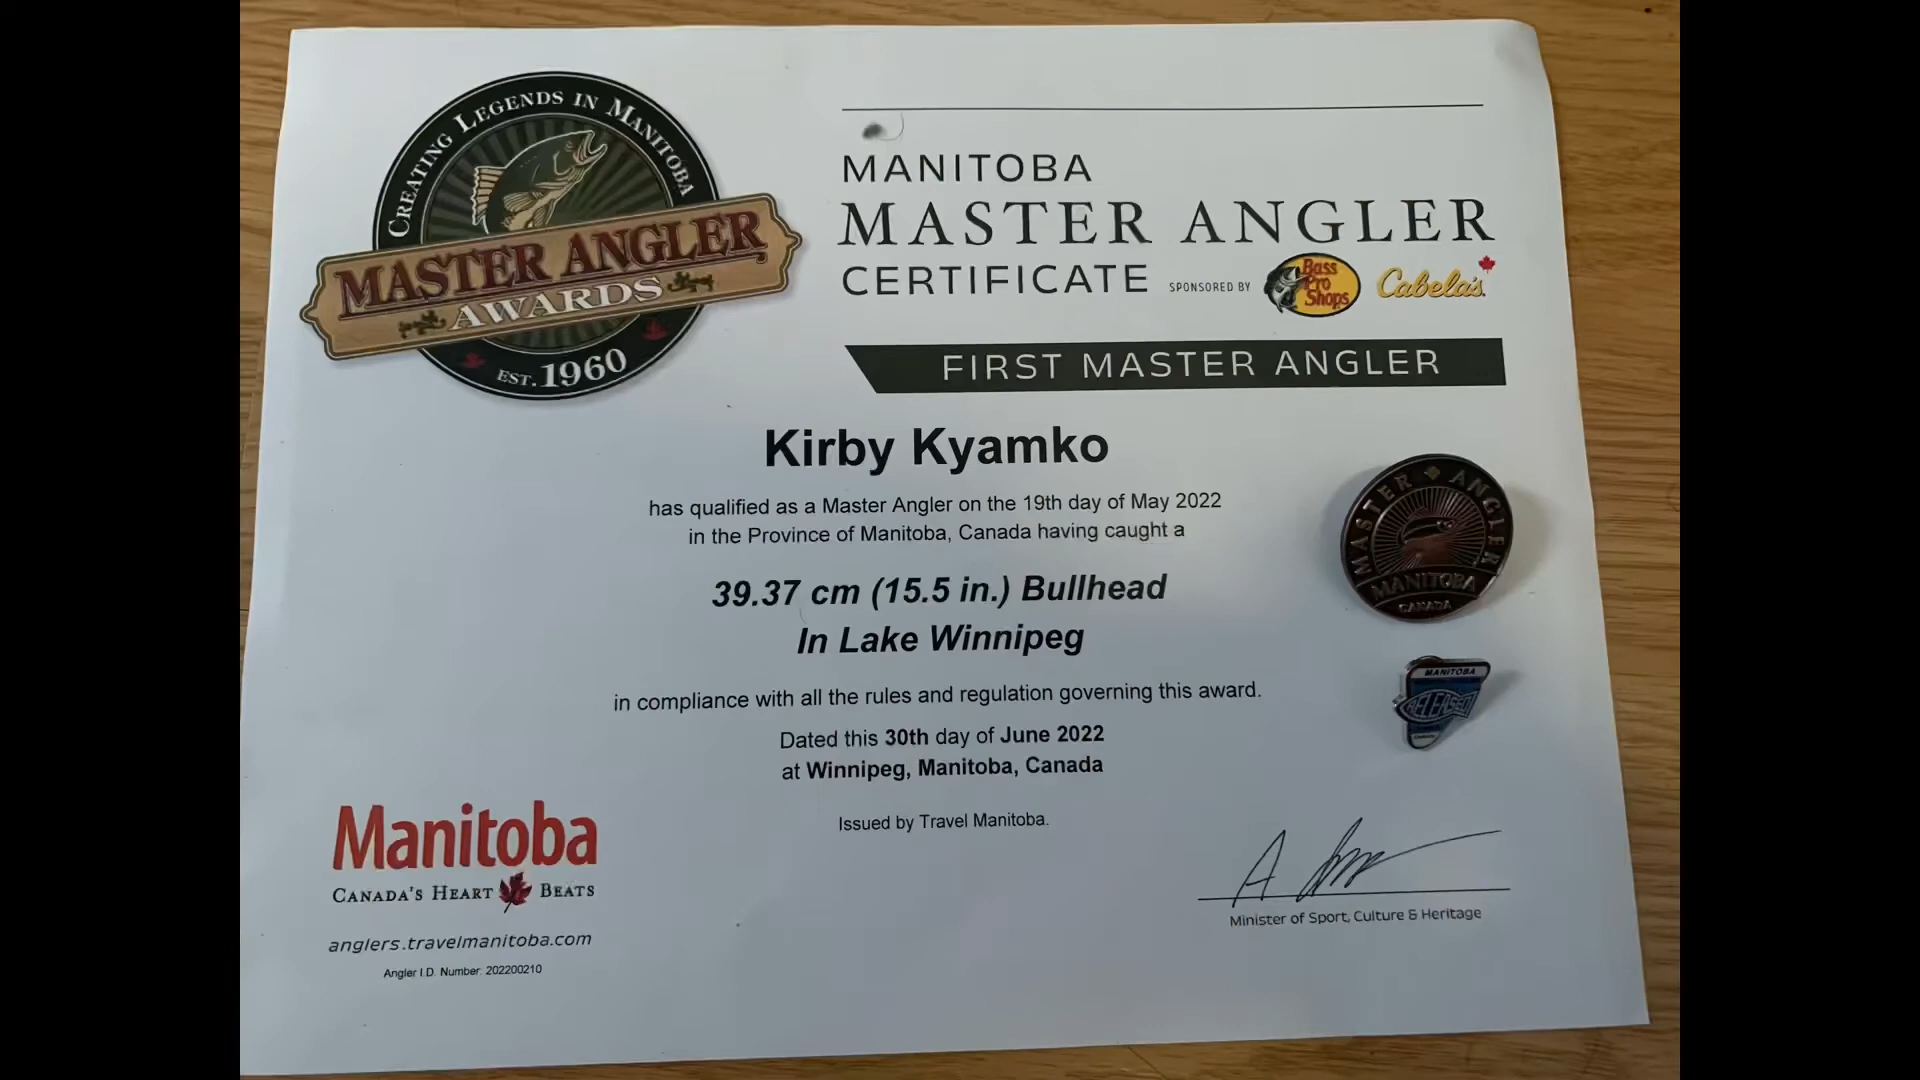 CREATING LEGENDS IN MANITOBA
MASTER ANGLER
AWARDS
EST. 1960
MANITOBA
MASTER ANGLER
CERTIFICATE SPONSORED BY Bass Pro Shops Cabela's
FIRST MASTER ANGLER
Kirby Kyamko
has qualified as a Master Angler on the 19th day of May 2022
in the Province of Manitoba, Canada having caught a
39.37 cm (15.5 in.) Bullhead
In Lake Winnipeg
in compliance with all the rules and regulation governing this award.
Dated this 30th day of June 2022
at Winnipeg, Manitoba, Canada
Issued by Travel Manitoba.
MASTER ANGLER
MANITOBA
CANADA
MANITOBA
RELEASED
Manitoba
CANADA'S HEART BEATS
anglers.travelmanitoba.com
Angler I.D. Number: 202200210
Minister of Sport, Culture & Heritage